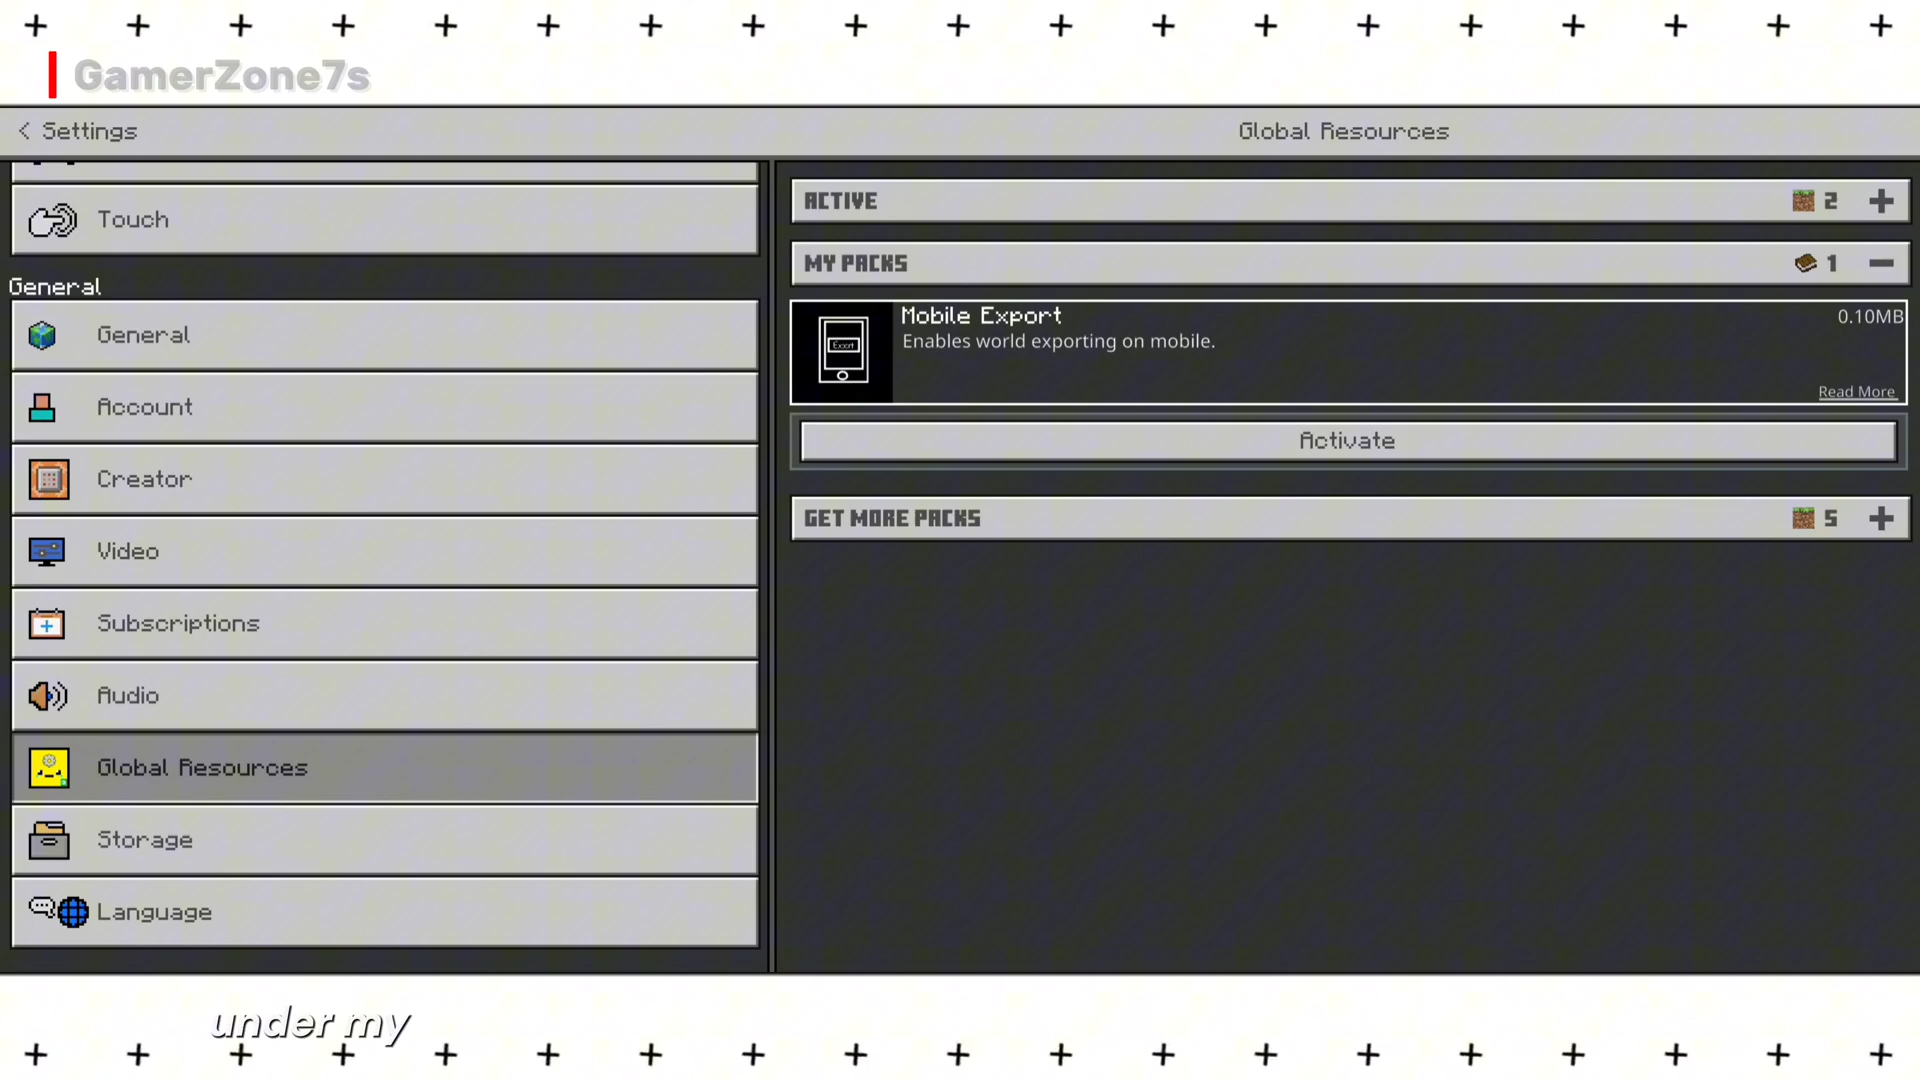 GamerZone7s
Settings
Global Resources
Touch
General
General
Account
Creator
Video
Subscriptions
Audio
Global Resources
Storage
Language
ACTIVE
2
MY PACKS
1
Export
Mobile Export
0.10MB
Enables world exporting on mobile.
Read More
Activate
GET MORE PACKS
5
under my